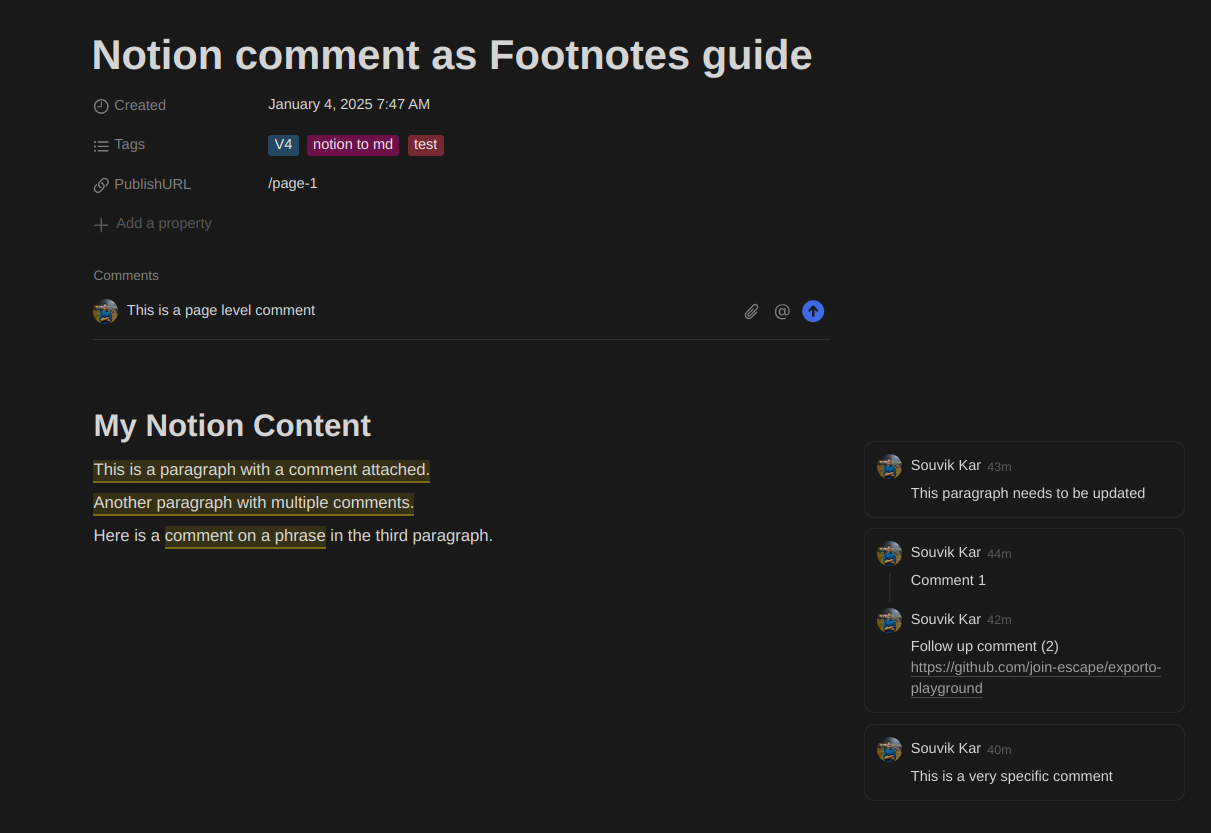 Notion comment as Footnotes guide
Created January 4, 2025 7:47 AM
Tags V4 notion to md test
PublishURL /page-1
Add a property
Comments
This is a page level comment @
My Notion Content
This is a paragraph with a comment attached.
Another paragraph with multiple comments.
Here is a comment on a phrase in the third paragraph.
Souvik Kar 43m
This paragraph needs to be updated
Souvik Kar 44m
Comment 1
Souvik Kar 42m
Follow up comment (2)
https://github.com/join-escape/exporto-
playground
Souvik Kar 40m
This is a very specific comment